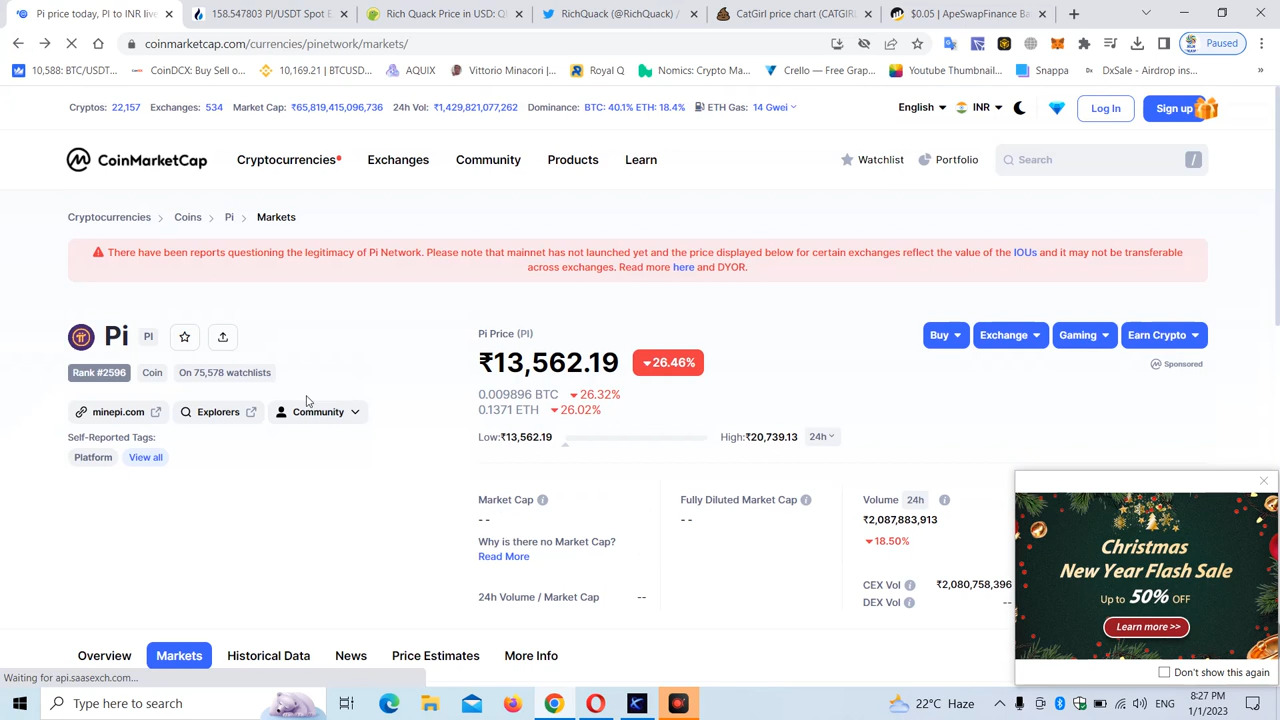 Pi price today, PI to INR live
158.547803 PI/USDT Spot E
Rich Quack Price in USD: Q
RichQuack (@RichQuack) /
CatGirl price chart (CATGIRL
$0.05 | ApeSwapFinance Ba
coinmarketcap.com/currencies/pinetwork/markets/
Paused
10,588: BTC/USDT...
CoinDCX Buy Sell o...
10,169.21 | BTCUSD...
AQUIX
Vittorio Minacori (...
Royal Q
Nomics: Crypto Ma...
Crello — Free Grap...
Youtube Thumbnail...
Snappa
DxSale - Airdrop ins...
»
Cryptos: 22,157 Exchanges: 534 Market Cap: ₹65,819,415,096,736 24h Vol: ₹1,429,821,077,262 Dominance: BTC: 40.1% ETH: 18.4% ETH Gas: 14 Gwei
English INR Log In Sign up
CoinMarketCap
Cryptocurrencies Exchanges Community Products Learn
Watchlist Portfolio Search /
Cryptocurrencies > Coins > Pi > Markets
There have been reports questioning the legitimacy of Pi Network. Please note that mainnet has not launched yet and the price displayed below for certain exchanges reflect the value of the IOUs and it may not be transferable
across exchanges. Read more here and DYOR.
Pi PI
Rank #2596 Coin On 75,578 watchlists
minepi.com Explorers Community
Self-Reported Tags:
Platform View all
Pi Price (PI)
₹13,562.19 26.46%
0.009896 BTC 26.32%
0.1371 ETH 26.02%
Low:₹13,562.19 High:₹20,739.13 24h
Buy Exchange Gaming Earn Crypto
Sponsored
Market Cap
- -
Why is there no Market Cap?
Read More
24h Volume / Market Cap --
Fully Diluted Market Cap
- -
Volume 24h
₹2,087,883,913
18.50%
CEX Vol ₹2,080,758,396
DEX Vol --
Christmas
New Year Flash Sale
Up to 50% OFF
Learn more >>
Don't show this again
Overview Markets Historical Data News Price Estimates More Info
Waiting for api.saasexch.com...
Type here to search
22°C Haze
ENG
8:27 PM
1/1/2023